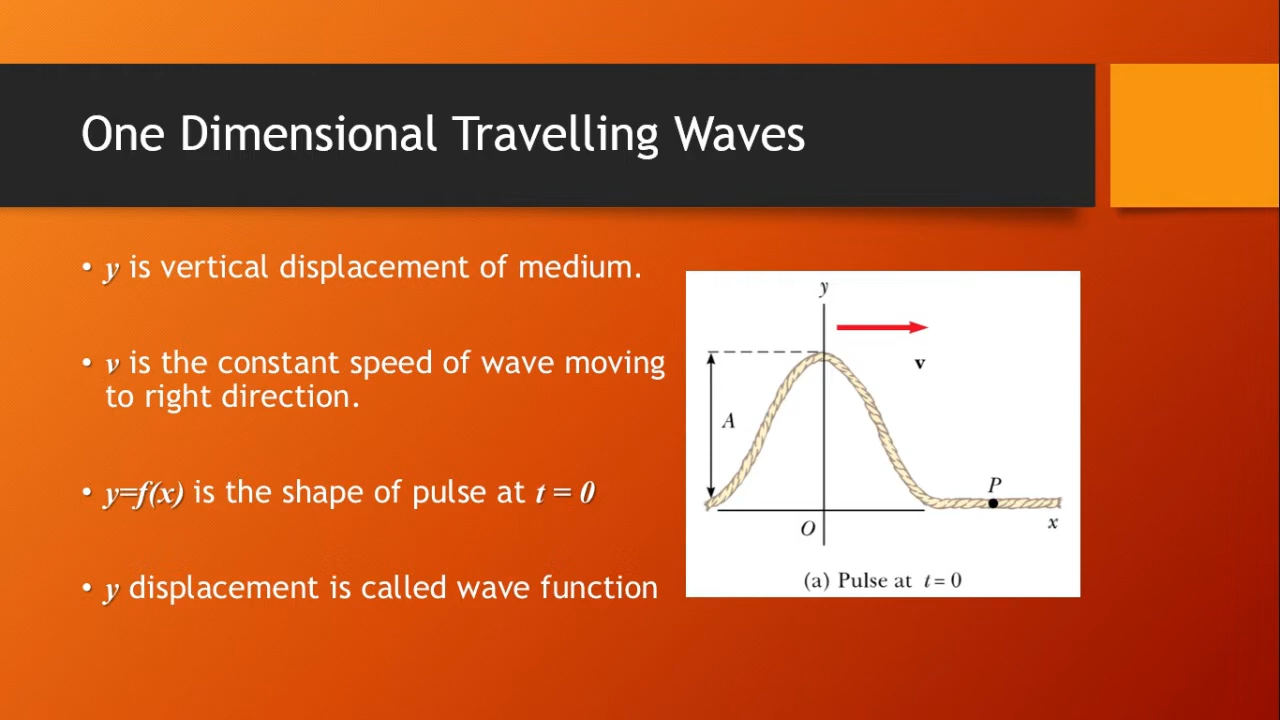 One Dimensional Travelling Waves
• y is vertical displacement of medium.
• v is the constant speed of wave moving
to right direction.
• y=f(x) is the shape of pulse at t = 0
• y displacement is called wave function
y
v
A
P
O
x
(a) Pulse at t = 0